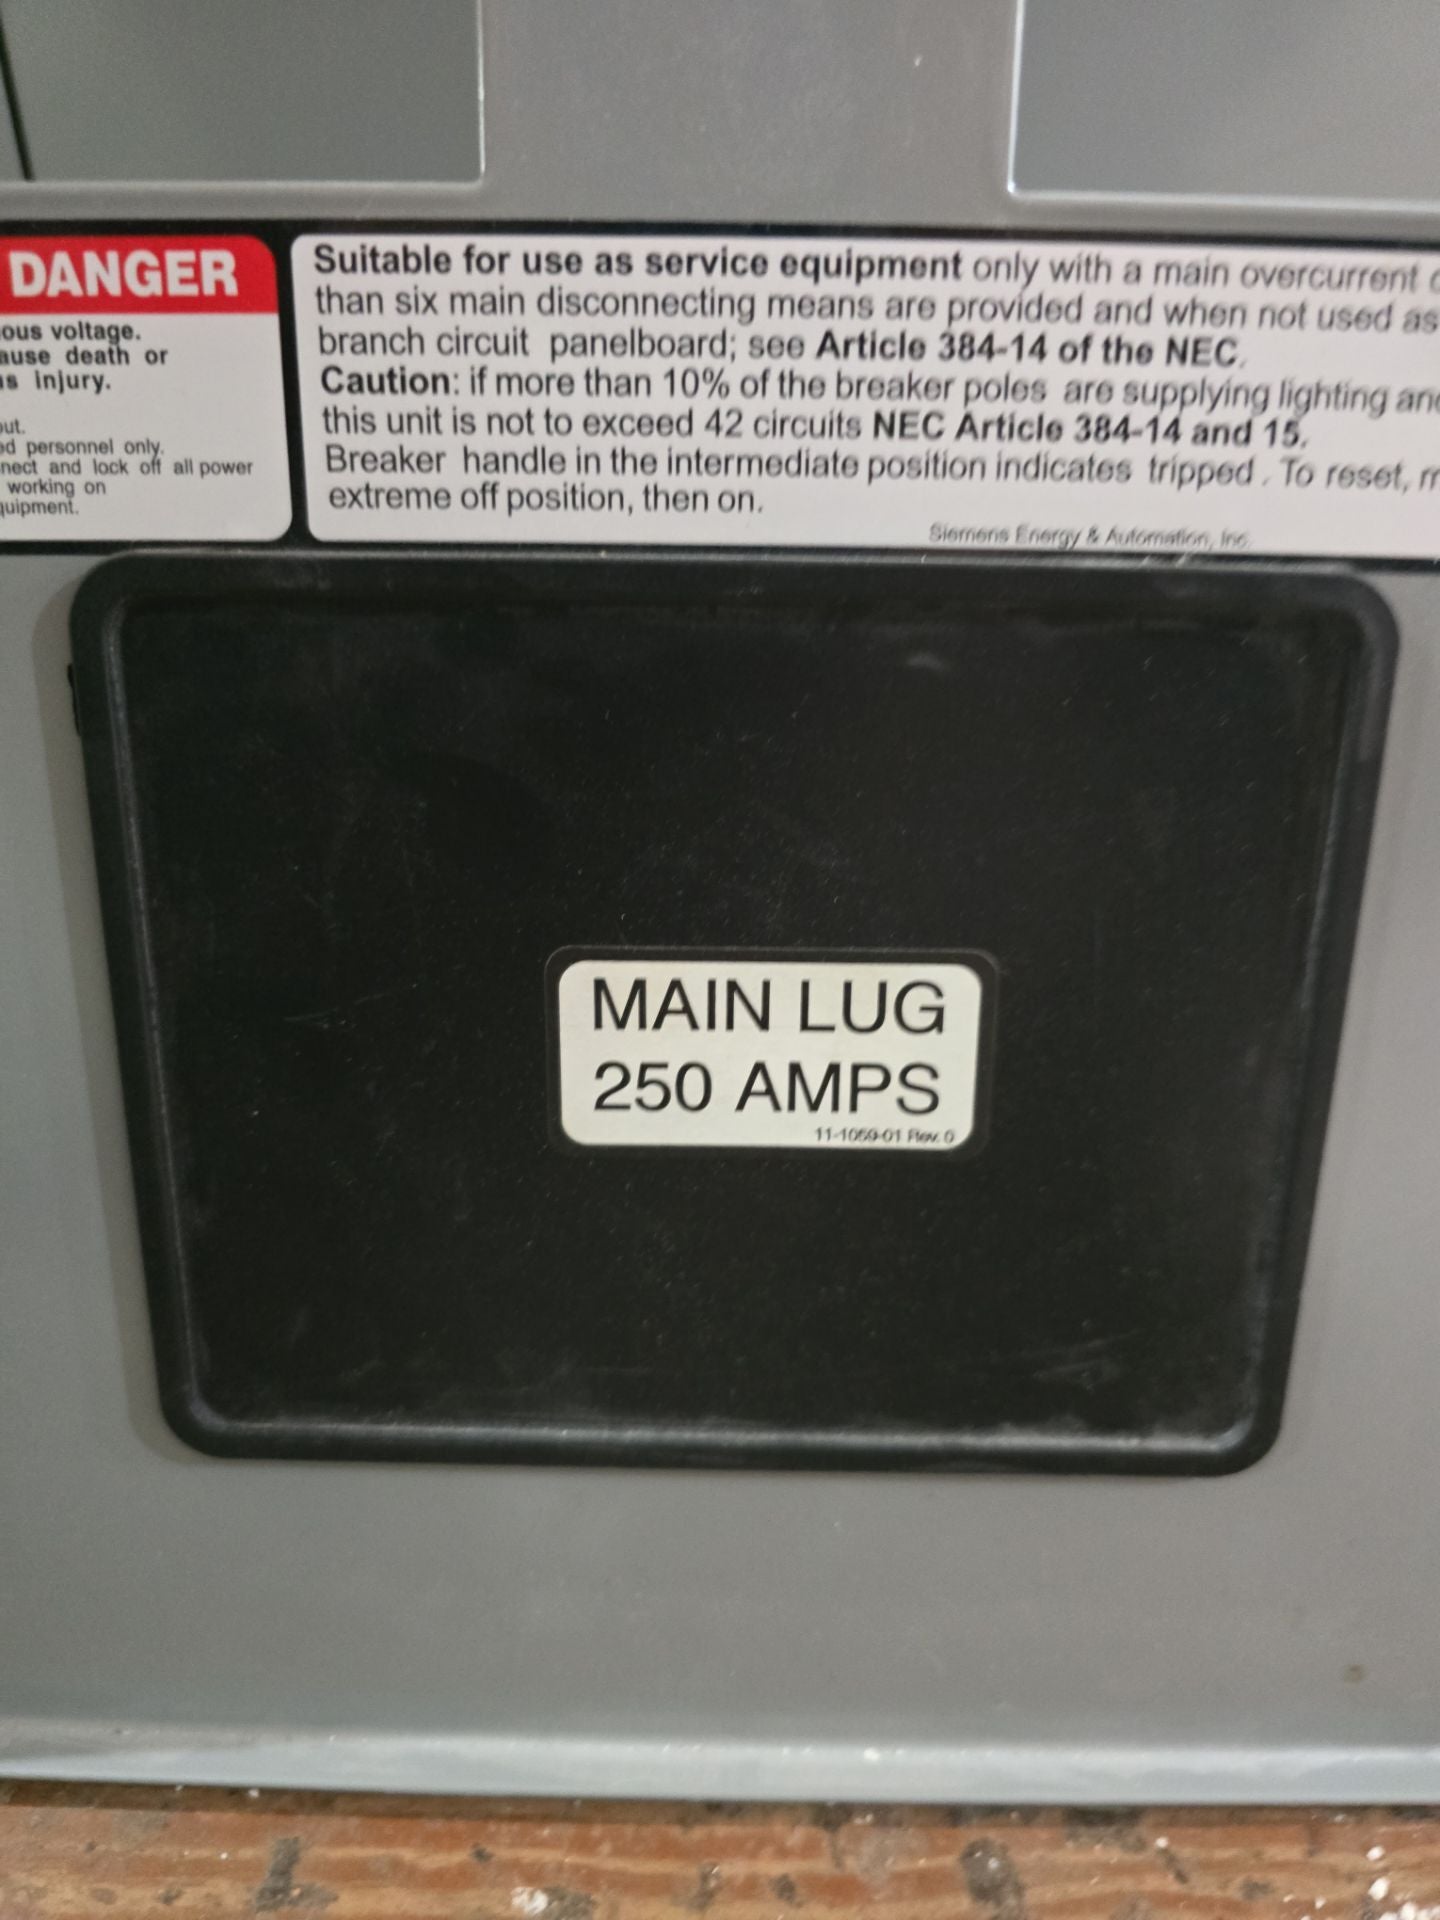 DANGER
ous voltage.
ause death or
s injury.
out.
ed personnel only.
nect and lock off all power
working on
quipment.
Suitable for use as service equipment only with a main overcurrent
than six main disconnecting means are provided and when not used as
branch circuit panelboard; see Article 384-14 of the NEC.
Caution: if more than 10% of the breaker poles are supplying lighting and
this unit is not to exceed 42 circuits NEC Article 384-14 and 15.
Breaker handle in the intermediate position indicates tripped. To reset,
extreme off position, then on.
Siemens Energy & Automation, Inc.
MAIN LUG
250 AMPS
11-1069-01 Rev. 0